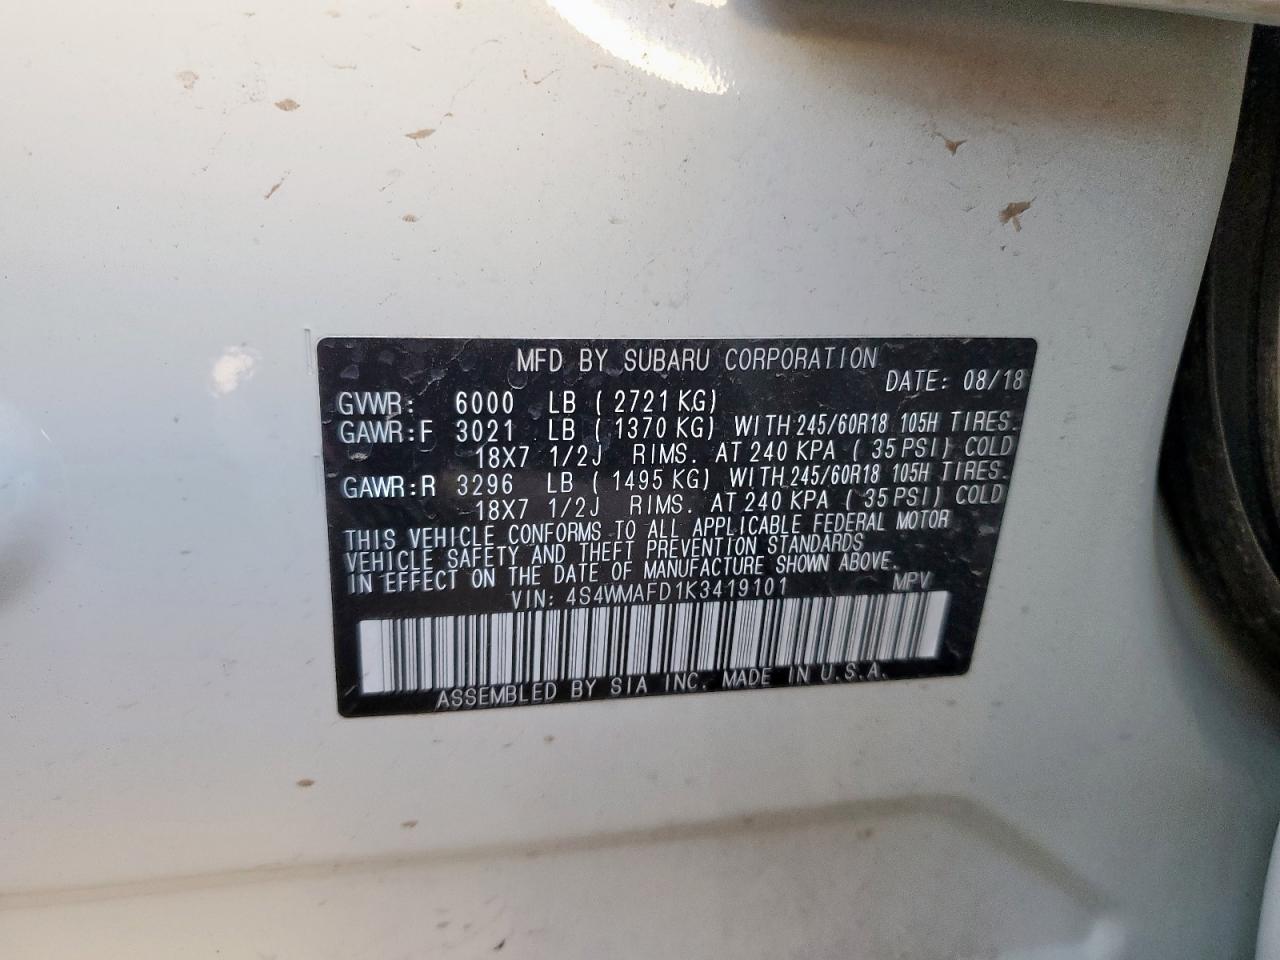 MFD BY SUBARU CORPORATION
DATE: 08/18
GVWR: 6000 LB ( 2721 KG)
GAWR:F 3021 LB ( 1370 KG) WITH 245/60R18 105H TIRES.
18X7 1/2J RIMS. AT 240 KPA ( 35 PSI) COLD
GAWR:R 3296 LB ( 1495 KG) WITH 245/60R18 105H TIRES.
18X7 1/2J RIMS. AT 240 KPA ( 35 PSI) COLD
THIS VEHICLE CONFORMS TO ALL APPLICABLE FEDERAL MOTOR
VEHICLE SAFETY AND THEFT PREVENTION STANDARDS
IN EFFECT ON THE DATE OF MANUFACTURE SHOWN ABOVE.
VIN: 4S4WMAFD1K3419101 MPV
ASSEMBLED BY SIA INC. MADE IN U.S.A.